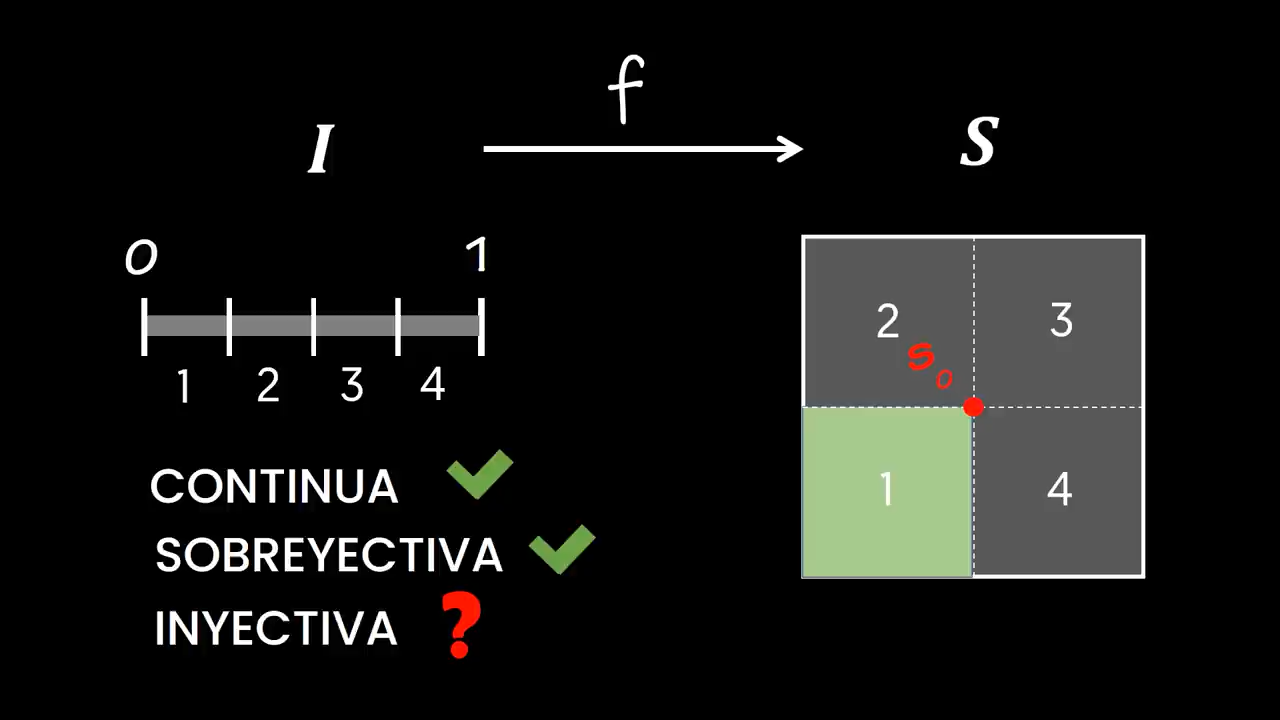 f
I S
0 1
1 2 3 4
2 3
s₀
1 4
CONTINUA
SOBREYECTIVA
INYECTIVA ?